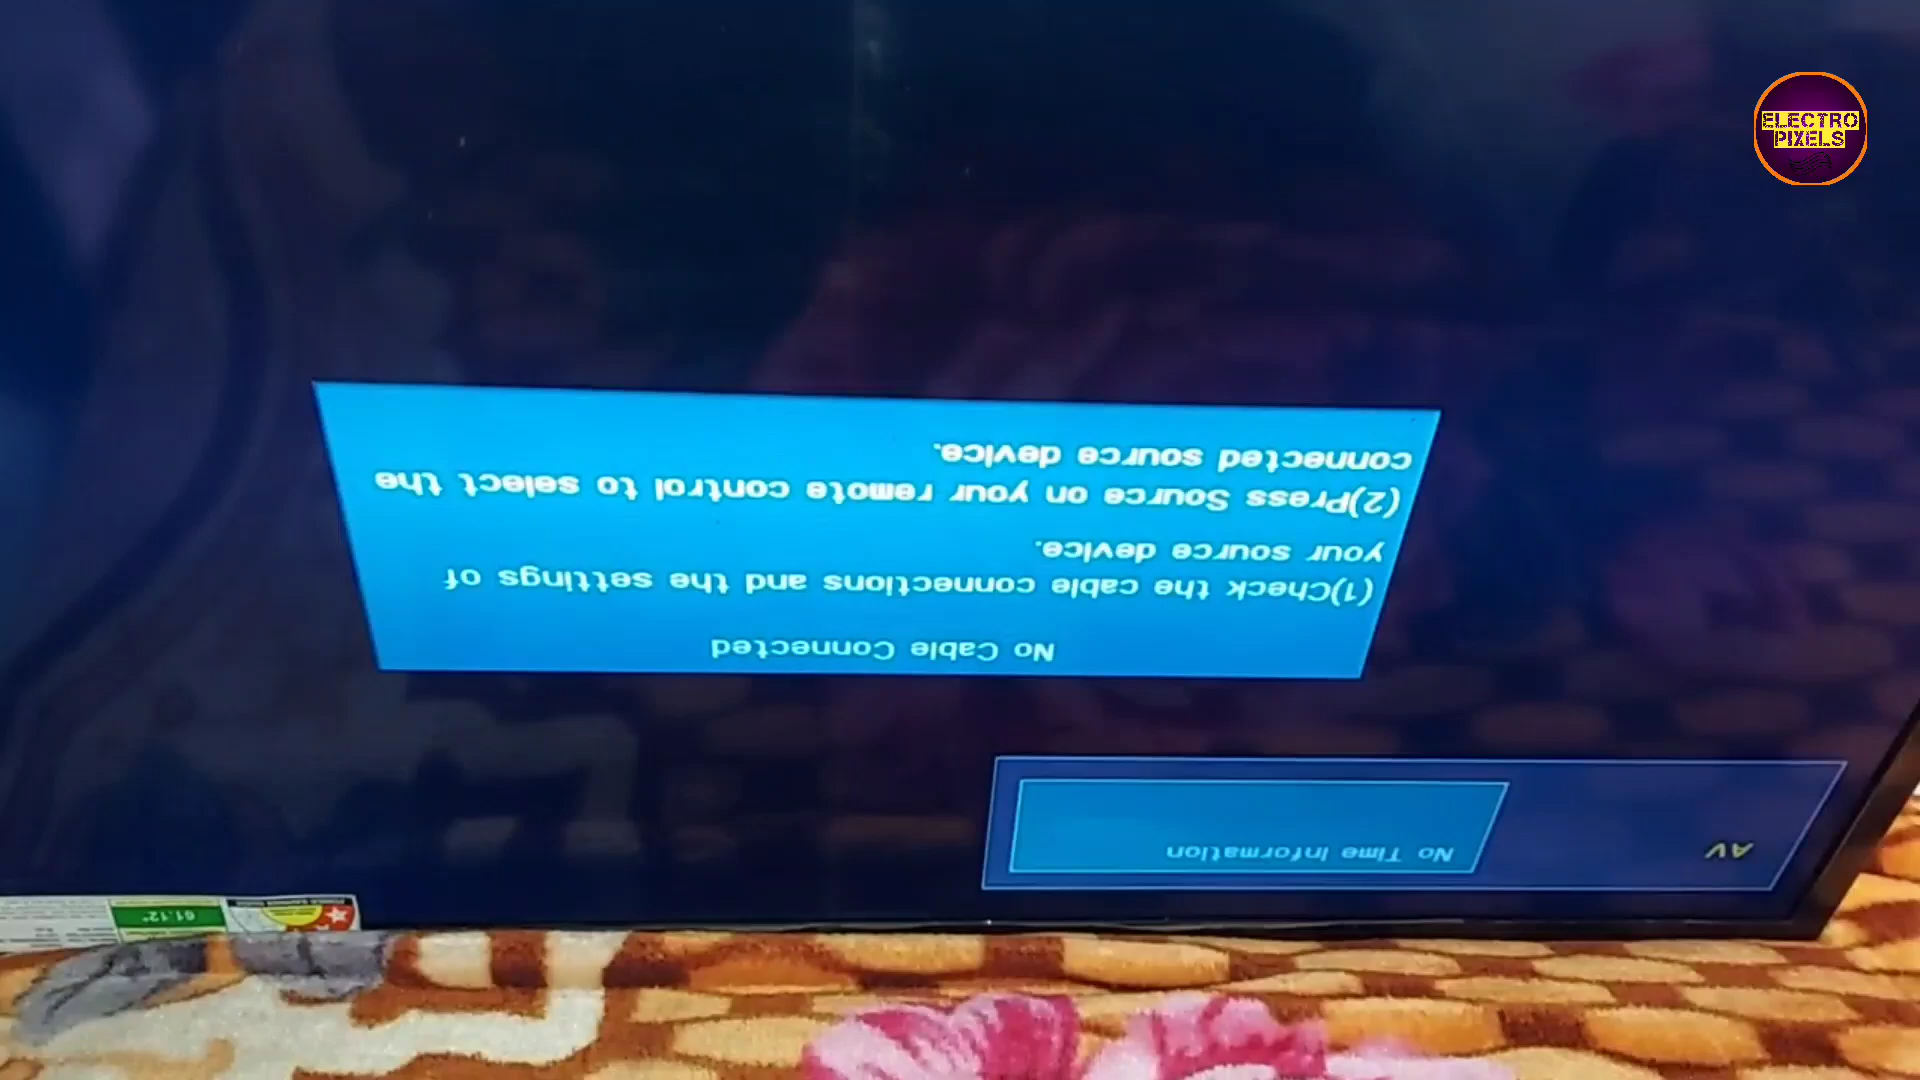 ELECTRO
PIXELS
AV
No Time Information
No Cable Connected
(1)Check the cable connections and the settings of
your source device.
(2)Press Source on your remote control to select the
connected source device.